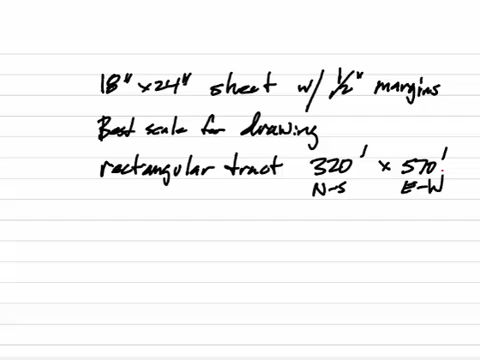 18" x 24" sheet w/ 1/2" margins
Best scale for drawing
rectangular tract 320' x 570'
N-S E-W